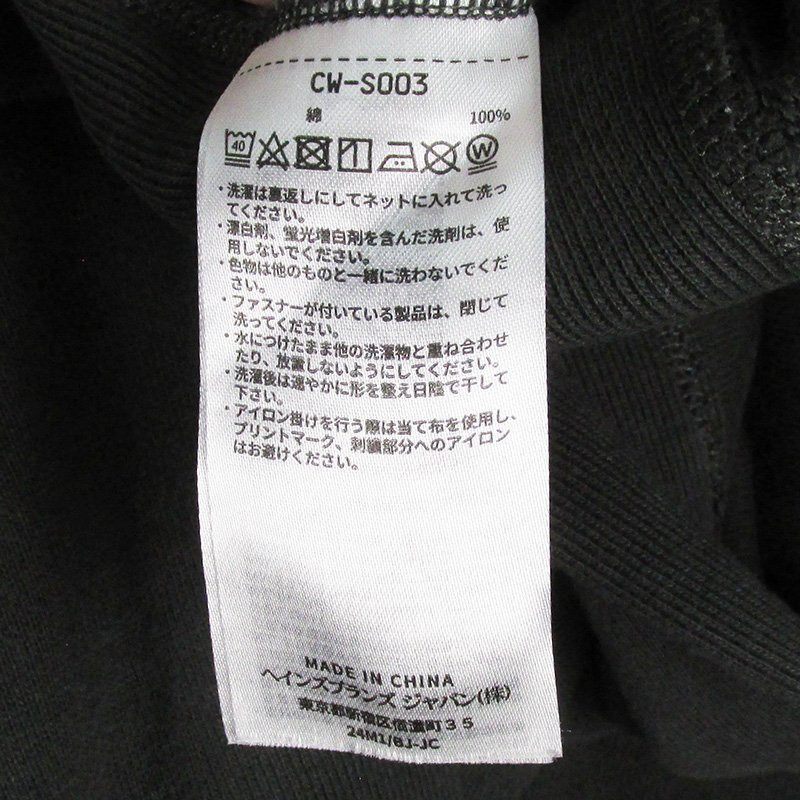 CW-S003
綿 100%
40 W
・洗濯は裏返しにしてネットに入れて洗っ
てください。
・漂白剤、蛍光増白剤を含んだ洗剤は、使
用しないでください。
・色物は他のものと一緒に洗わないでくだ
さい。
・ファスナーが付いている製品は、閉じて
洗ってください。
・水につけたまま他の洗濯物と重ね合わせ
たり、放置しないようにしてください。
・洗濯後は速やかに形を整え日陰で干して
下さい。
・アイロン掛けを行う際は当て布を使用し、
プリントマーク、刺繍部分へのアイロン
はお避けください。
MADE IN CHINA
ヘインズブランズ ジャパン(株)
東京都新宿区信濃町35
24M1/BJ-JC